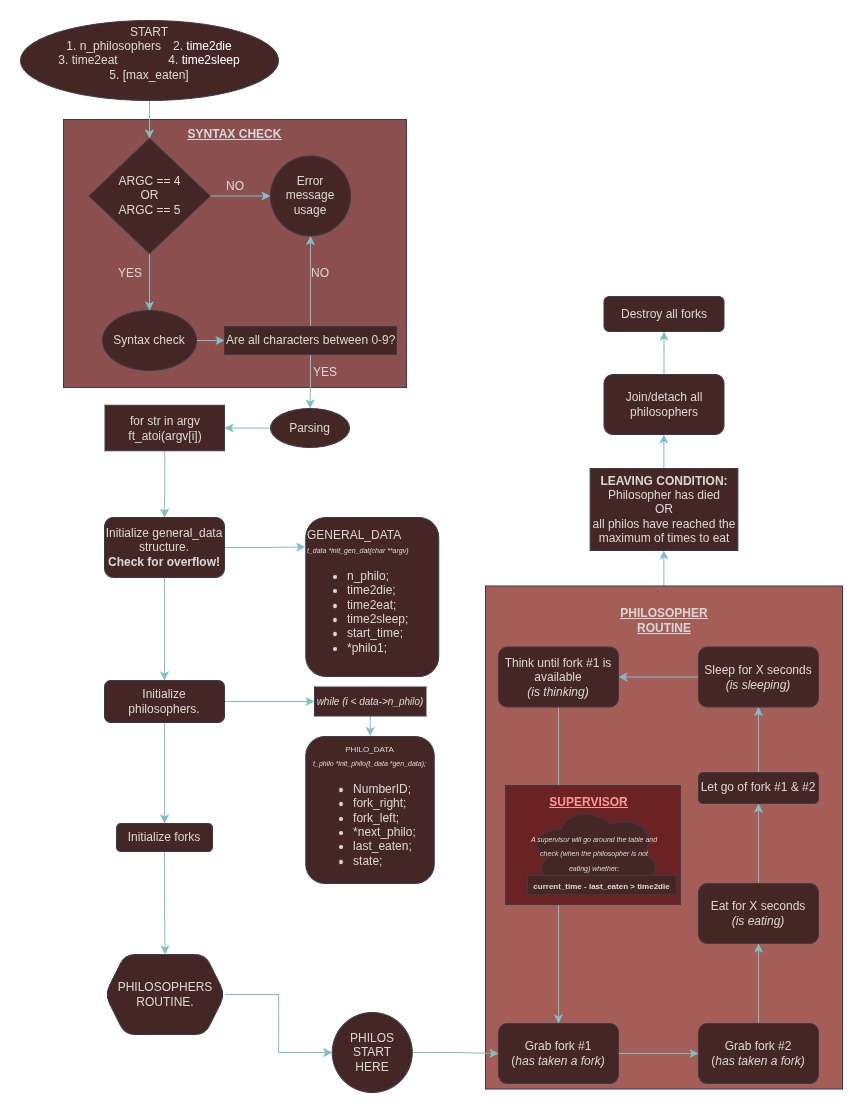 START
1. n_philosophers 2. time2die
3. time2eat 4. time2sleep
5. [max_eaten]
SYNTAX CHECK
ARGC == 4
OR
ARGC == 5
NO
Error
message
usage
YES
NO
Syntax check
Are all characters between 0-9?
YES
Parsing
for str in argv
ft_atoi(argv[i])
Initialize general_data
structure.
Check for overflow!
GENERAL_DATA
t_data *init_gen_dat(char **argv)
n_philo;
time2die;
time2eat;
time2sleep;
start_time;
*philo1;
Initialize
philosophers.
while (i < data->n_philo)
PHILO_DATA
t_philo *init_philo(t_data *gen_data);
NumberID;
fork_right;
fork_left;
*next_philo;
last_eaten;
state;
Initialize forks
PHILOSOPHERS
ROUTINE.
PHILOS
START
HERE
Destroy all forks
Join/detach all
philosophers
LEAVING CONDITION:
Philosopher has died
OR
all philos have reached the
maximum of times to eat
PHILOSOPHER
ROUTINE
Think until fork #1 is
available
(is thinking)
Sleep for X seconds
(is sleeping)
Let go of fork #1 & #2
SUPERVISOR
A supervisor will go around the table and
check (when the philosopher is not
eating) whether:
current_time - last_eaten > time2die
Eat for X seconds
(is eating)
Grab fork #1
(has taken a fork)
Grab fork #2
(has taken a fork)